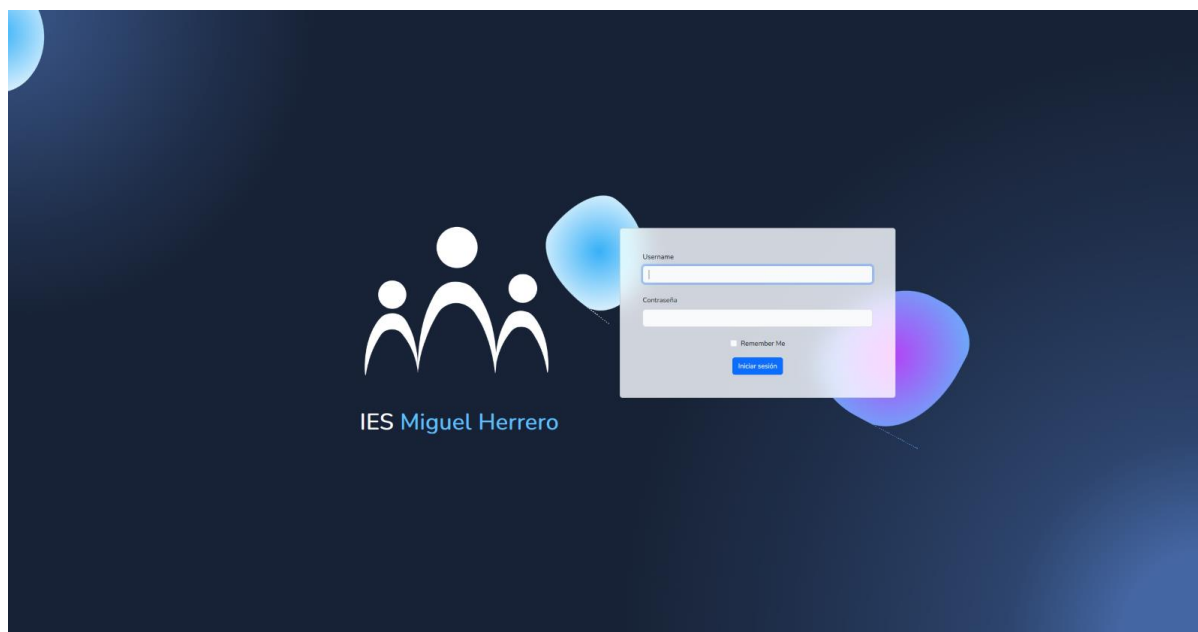 IES Miguel Herrero
Username
Contraseña
Remember Me
Iniciar sesión